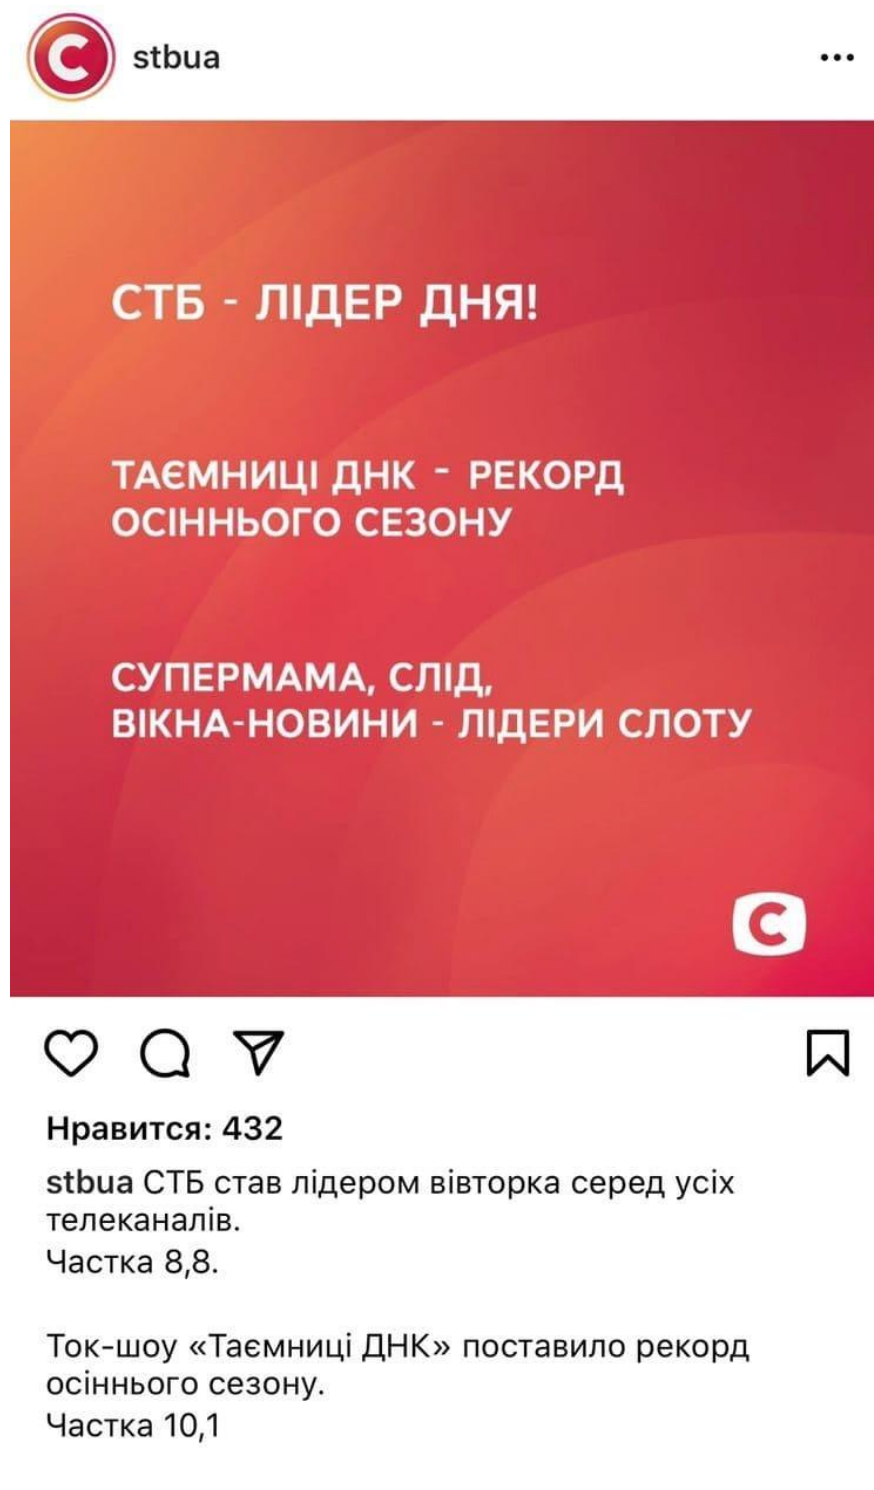 stbua
СТБ - ЛІДЕР ДНЯ!
ТАЄМНИЦІ ДНК - РЕКОРД
ОСІННЬОГО СЕЗОНУ
СУПЕРМАМА, СЛІД,
ВІКНА-НОВИНИ - ЛІДЕРИ СЛОТУ
Нравится: 432
stbua СТБ став лідером вівторка серед усіх
телеканалів.
Частка 8,8.
Ток-шоу «Таємниці ДНК» поставило рекорд
осіннього сезону.
Частка 10,1